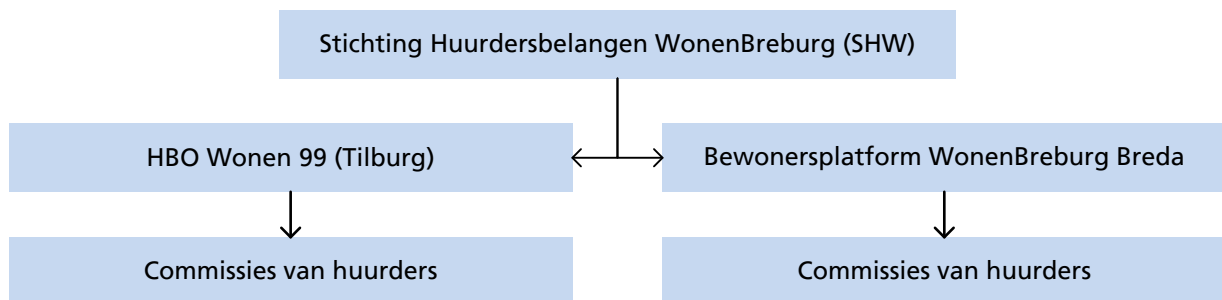 Stichting Huurdersbelangen WonenBreburg (SHW)
HBO Wonen 99 (Tilburg)
Bewonersplatform WonenBreburg Breda
Commissies van huurders
Commissies van huurders